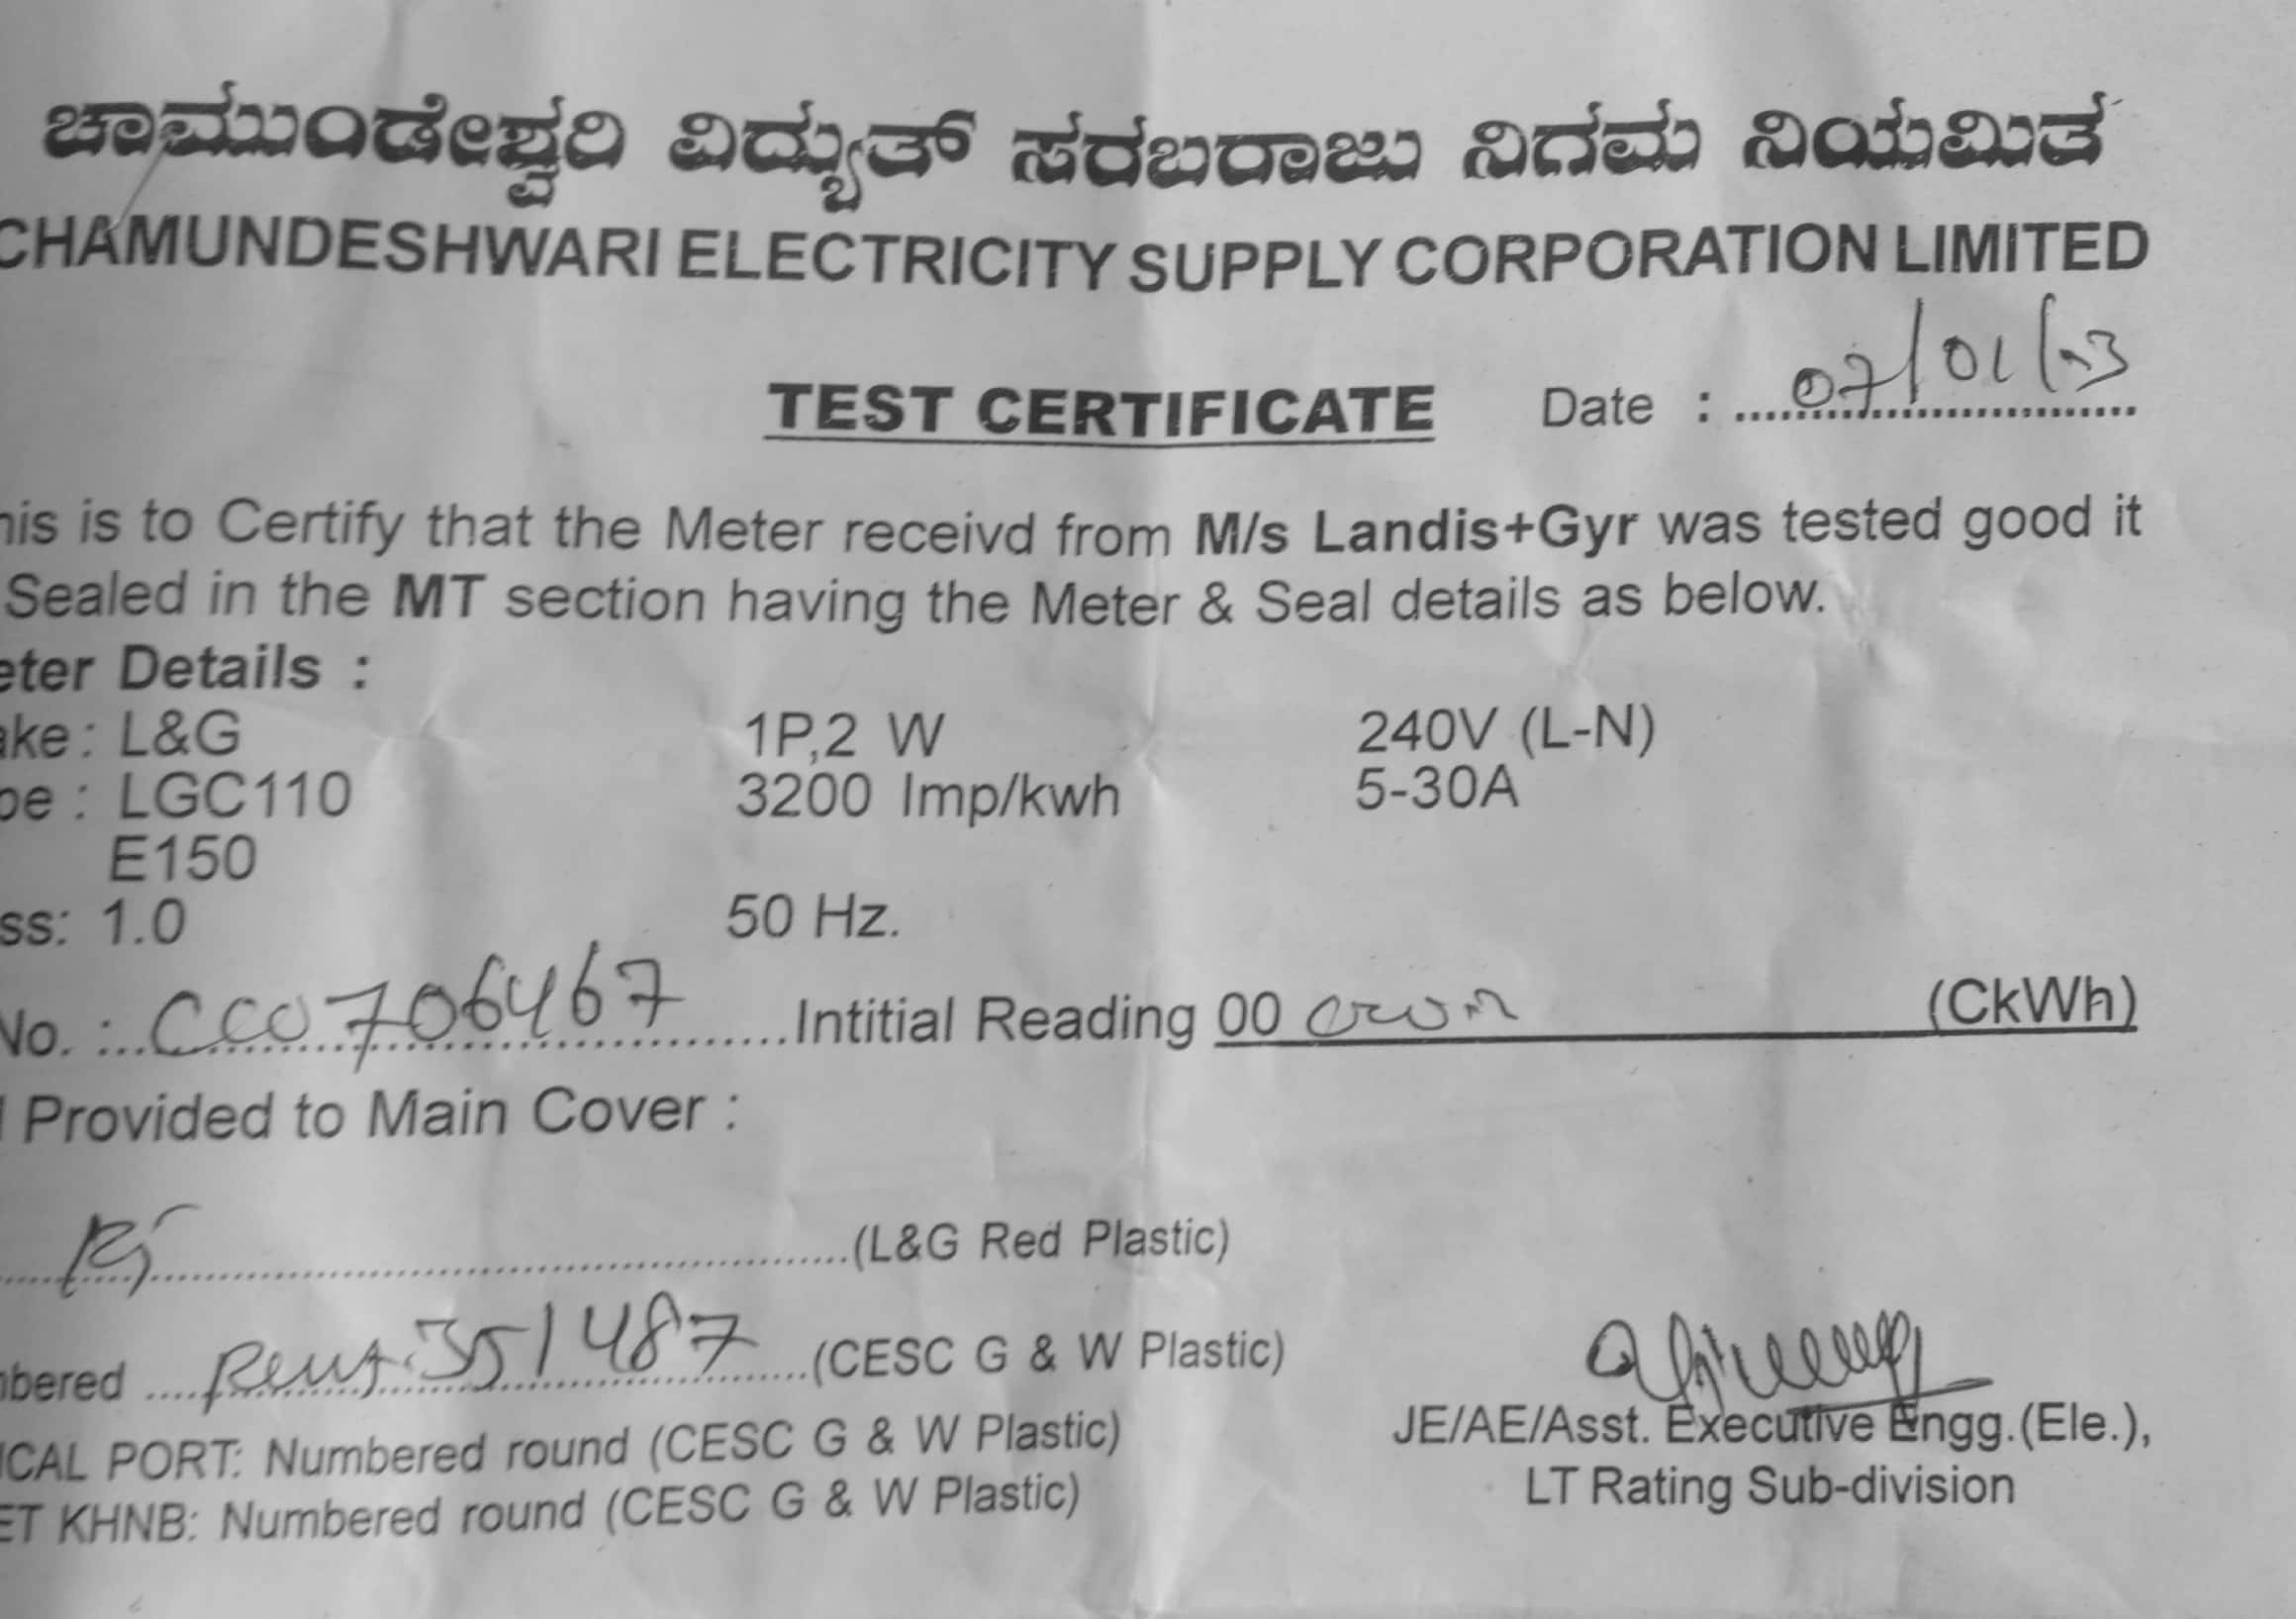 ಚಾಮುಂಡೇಶ್ವರಿ ವಿದ್ಯುತ್ ಸರಬರಾಜು ನಿಗಮ ನಿಯಮಿತ
CHAMUNDESHWARI ELECTRICITY SUPPLY CORPORATION LIMITED
TEST CERTIFICATE Date : 07/01/
his is to Certify that the Meter receivd from M/s Landis+Gyr was tested good it
Sealed in the MT section having the Meter & Seal details as below.
eter Details :
ake : L&G 1P,2 W 240V (L-N)
pe : LGC110 3200 Imp/kwh 5-30A
E150
ss: 1.0 50 Hz.
No. : CC0706467 Intitial Reading 00 (CkWh)
Provided to Main Cover :
(L&G Red Plastic)
bered 351487 (CESC G & W Plastic)
ICAL PORT: Numbered round (CESC G & W Plastic)
ET KHNB: Numbered round (CESC G & W Plastic)
JE/AE/Asst. Executive Engg.(Ele.),
LT Rating Sub-division